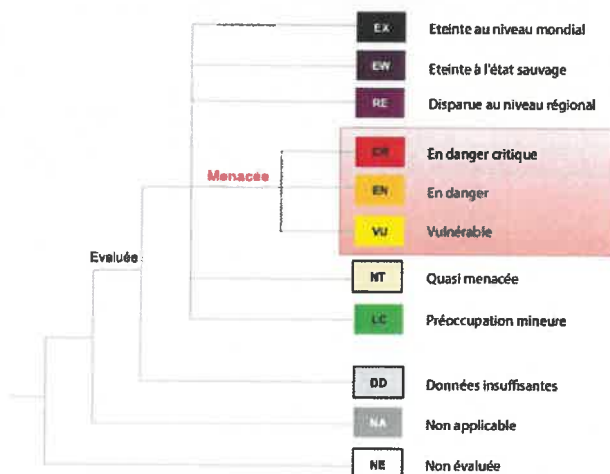 EX Eteinte au niveau mondial
EW Eteinte à l'état sauvage
RE Disparue au niveau régional
CR En danger critique
Menacée
EN En danger
VU Vulnérable
Evaluée
NT Quasi menacée
LC Préoccupation mineure
DD Données insuffisantes
NA Non applicable
NE Non évaluée